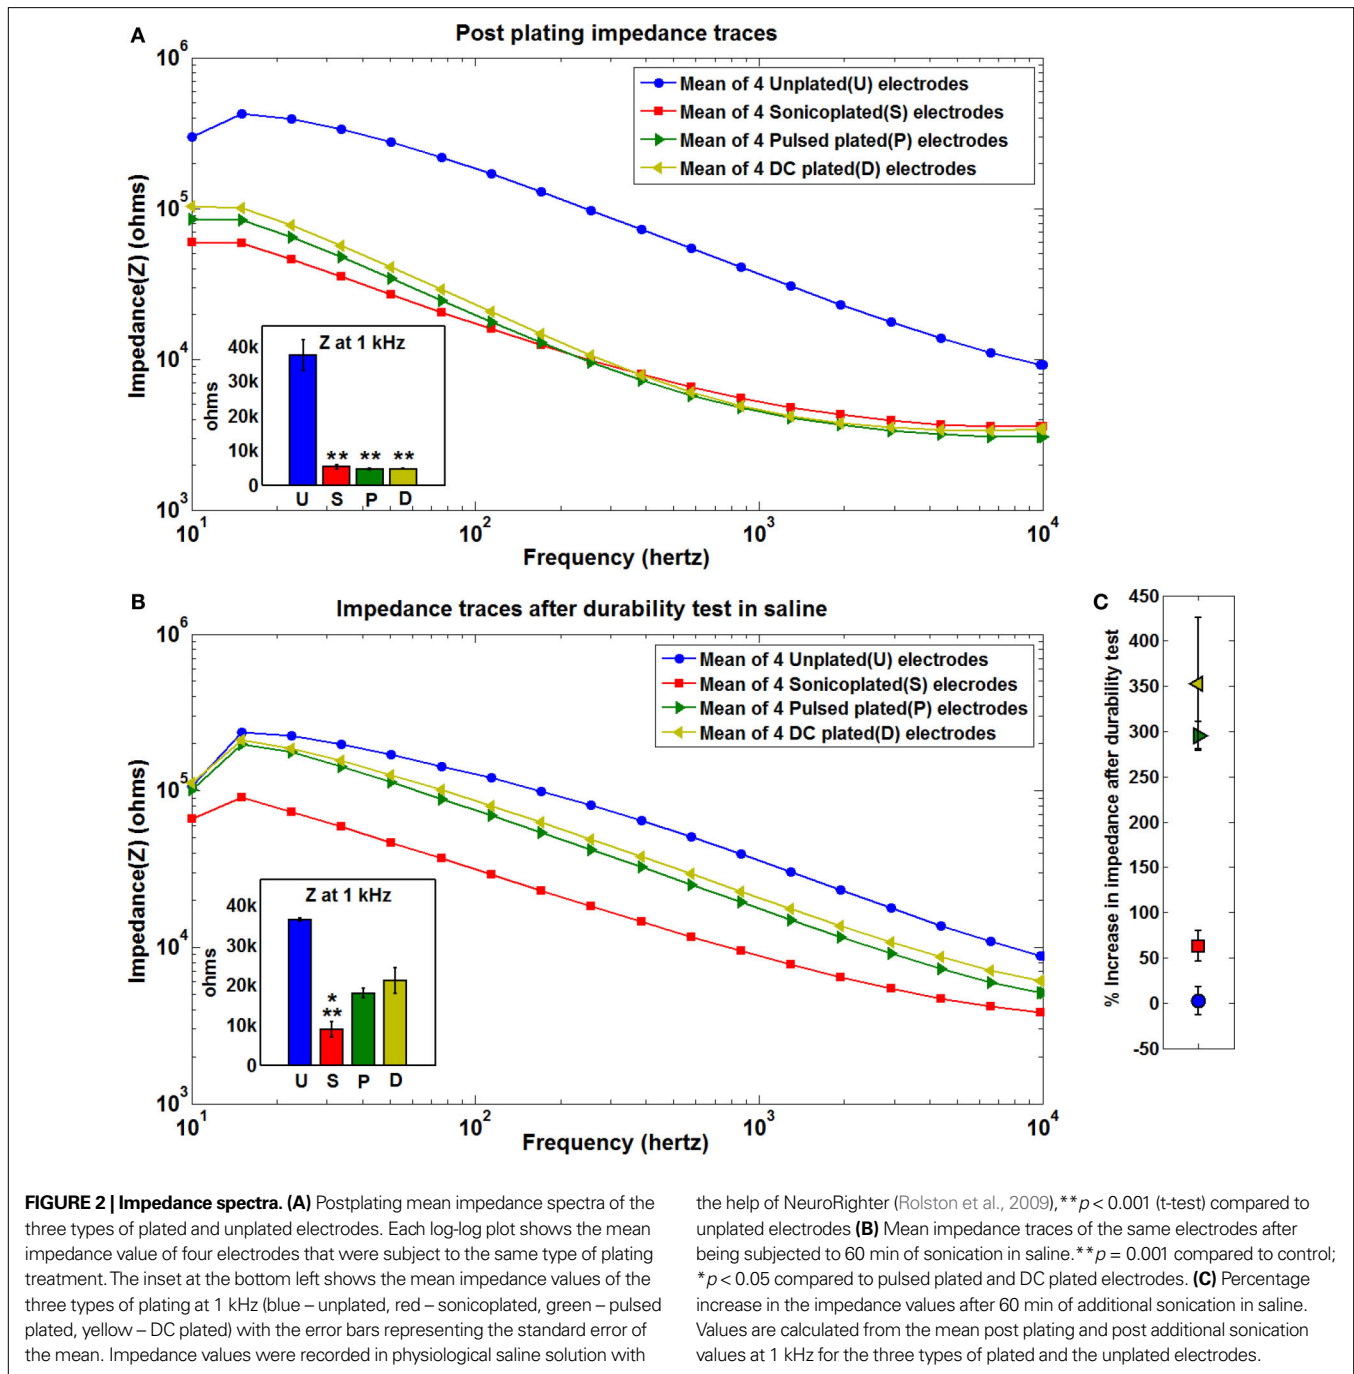 A
Post plating impedance traces
10^6
10^5
10^4
10^3
Impedance(Z) (ohms)
Mean of 4 Unplated(U) electrodes
Mean of 4 Sonicoplated(S) electrodes
Mean of 4 Pulsed plated(P) electrodes
Mean of 4 DC plated(D) electrodes
Z at 1 kHz
40k
30k
20k
10k
0
ohms
** ** **
U S P D
10^1 10^2 10^3 10^4
Frequency (hertz)
B
Impedance traces after durability test in saline
10^6
10^5
10^4
10^3
Impedance(Z) (ohms)
Mean of 4 Unplated(U) electrodes
Mean of 4 Sonicoplated(S) elecrodes
Mean of 4 Pulsed plated(P) electrodes
Mean of 4 DC plated(D) electrodes
Z at 1 kHz
40k
30k
20k
10k
0
ohms
*
**
U S P D
10^1 10^2 10^3 10^4
Frequency (hertz)
C
450
400
350
300
250
200
150
100
50
0
-50
% Increase in impedance after durability test
FIGURE 2 | Impedance spectra. (A) Postplating mean impedance spectra of the
three types of plated and unplated electrodes. Each log-log plot shows the mean
impedance value of four electrodes that were subject to the same type of plating
treatment. The inset at the bottom left shows the mean impedance values of the
three types of plating at 1 kHz (blue – unplated, red – sonicoplated, green – pulsed
plated, yellow – DC plated) with the error bars representing the standard error of
the mean. Impedance values were recorded in physiological saline solution with
the help of NeuroRighter (Rolston et al., 2009), **p < 0.001 (t-test) compared to
unplated electrodes (B) Mean impedance traces of the same electrodes after
being subjected to 60 min of sonication in saline. **p = 0.001 compared to control;
*p < 0.05 compared to pulsed plated and DC plated electrodes. (C) Percentage
increase in the impedance values after 60 min of additional sonication in saline.
Values are calculated from the mean post plating and post additional sonication
values at 1 kHz for the three types of plated and the unplated electrodes.